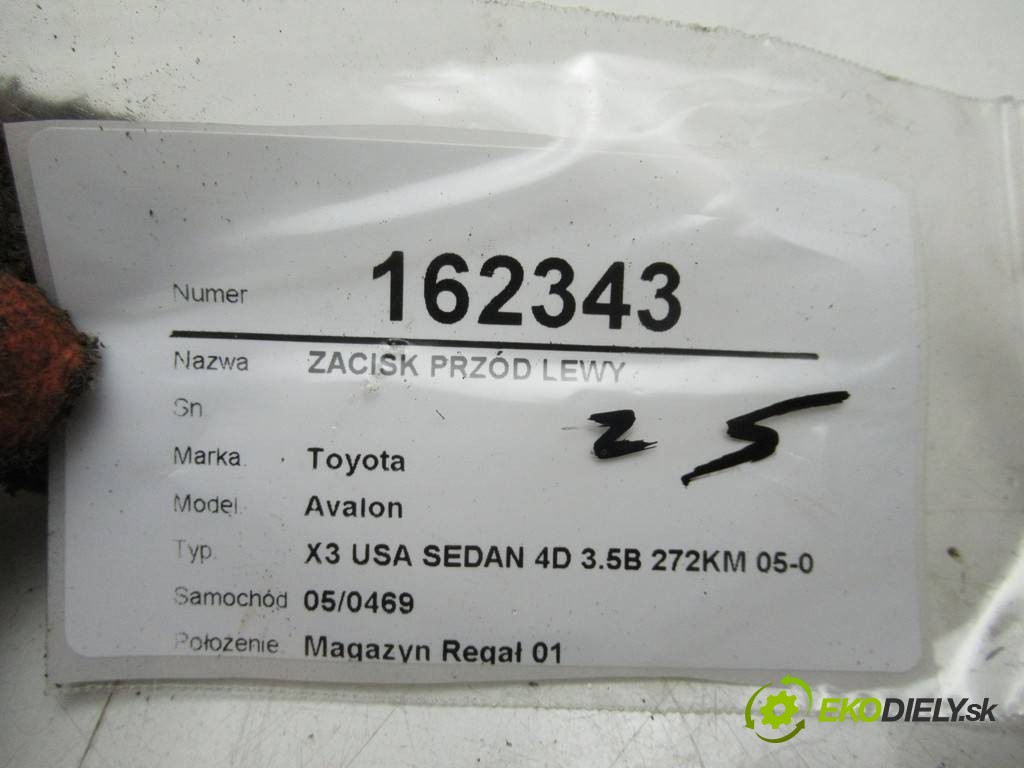 Numer 162343
Nazwa ZACISK PRZÓD LEWY
Sn.
25
Marka. Toyota
Model. Avalon
Typ. X3 USA SEDAN 4D 3.5B 272KM 05-0
Samochód 05/0469
Położenie. Magazyn Regał 01
EKODIELY.sk